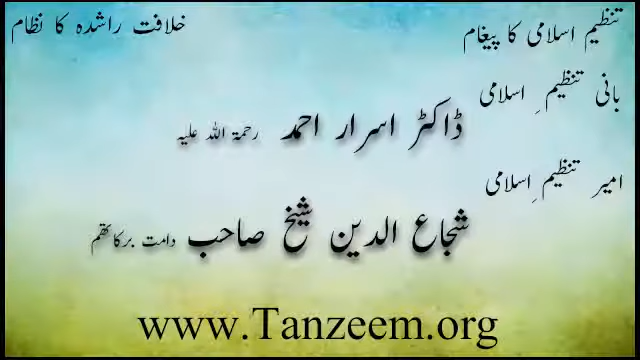 تنظیم اسلامی کا پیغام
خلافت راشدہ کا نظام
بانی تنظیمِ اسلامی
ڈاکٹر اسرار احمد رحمۃ اللہ علیہ
امیر تنظیمِ اسلامی
شجاع الدین شیخ صاحب دامت برکاتھم
www.Tanzeem.org